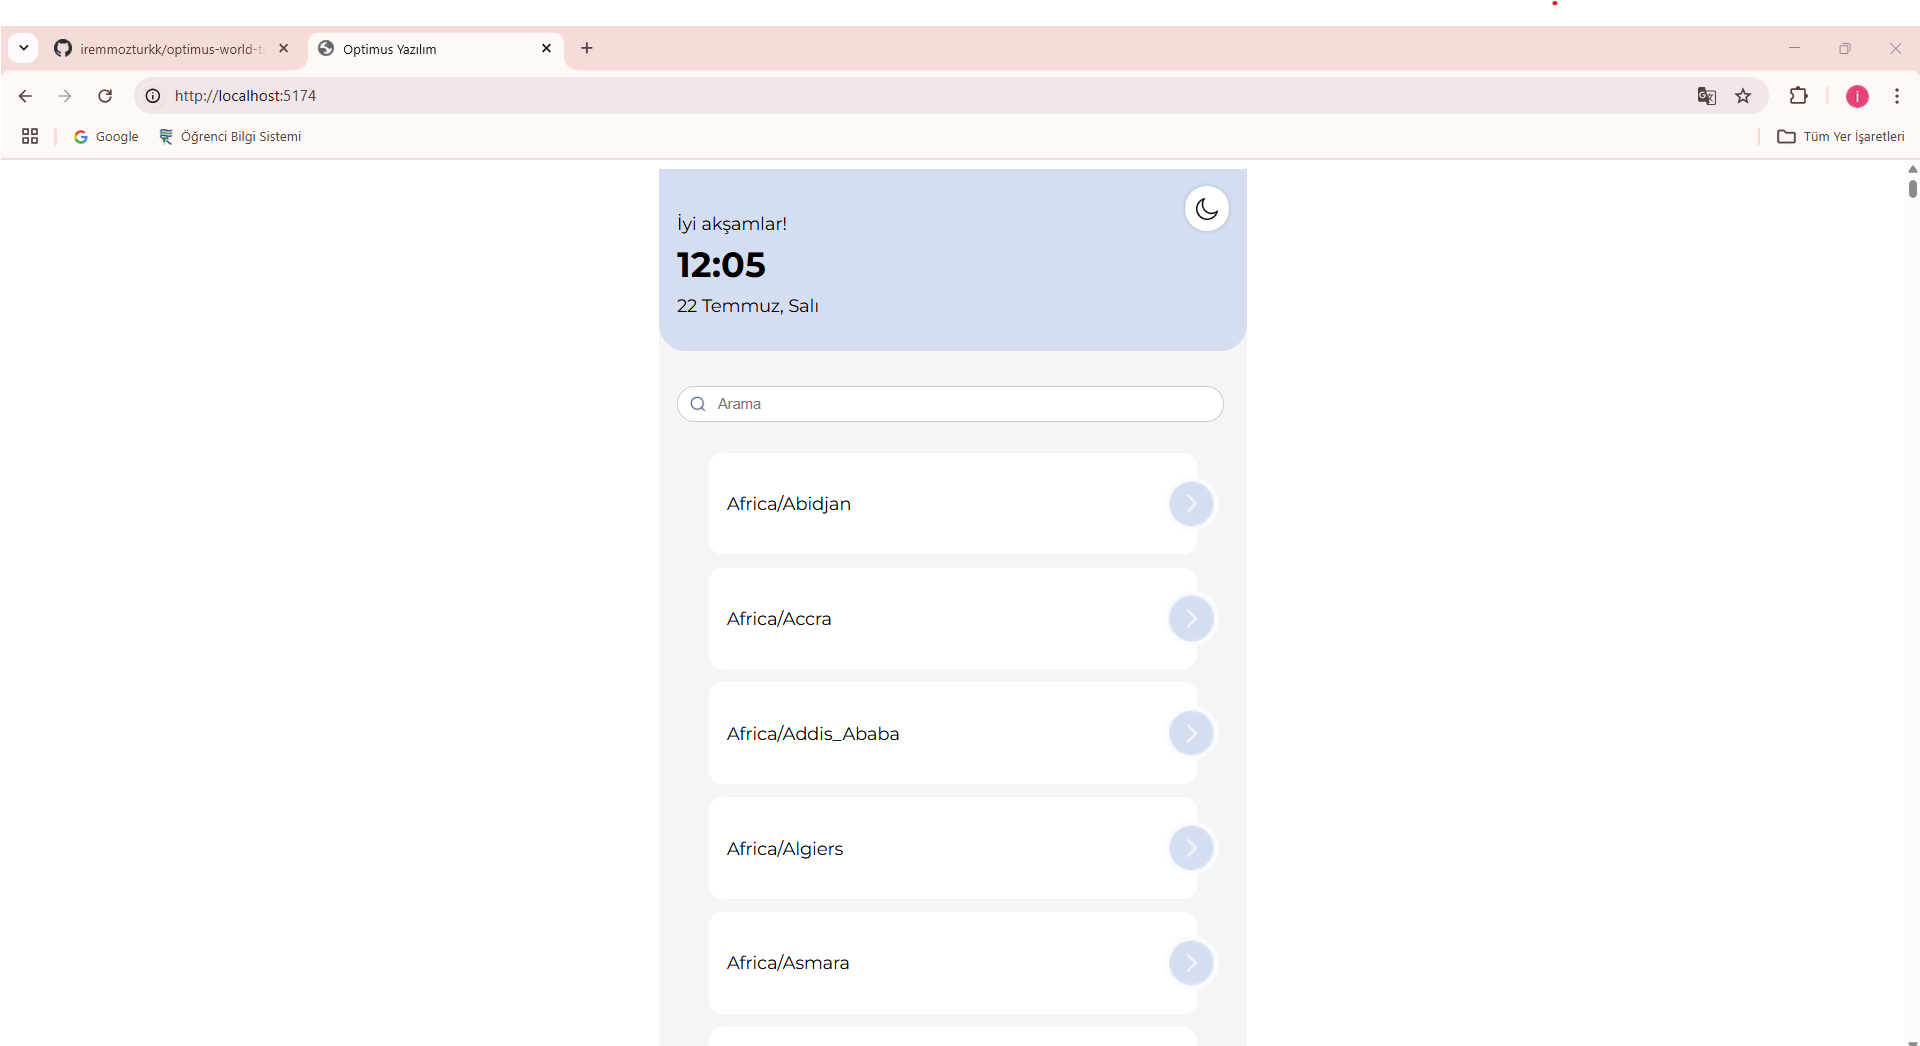 iremmozturkk/optimus-world-t
Optimus Yazılım
http://localhost:5174
Google
Öğrenci Bilgi Sistemi
Tüm Yer İşaretleri
İyi akşamlar!
12:05
22 Temmuz, Salı
Arama
Africa/Abidjan
Africa/Accra
Africa/Addis_Ababa
Africa/Algiers
Africa/Asmara